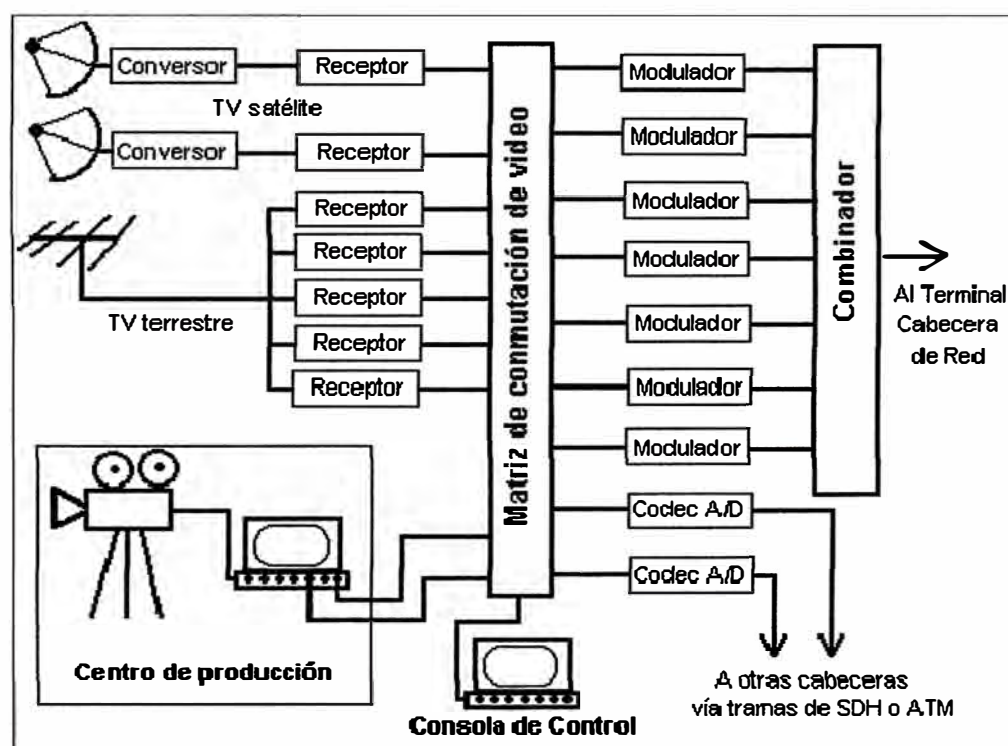 Conversor
Receptor
TV satélite
Conversor
Receptor
Receptor
Receptor
Receptor
Receptor
Receptor
TV terrestre
Matriz de conmutación de video
Modulador
Modulador
Modulador
Modulador
Modulador
Modulador
Modulador
Codec A/D
Codec A/D
Combinador
Al Terminal
Cabecera
de Red
Centro de producción
Consola de Control
A otras cabeceras
vía tramas de SDH o ATM